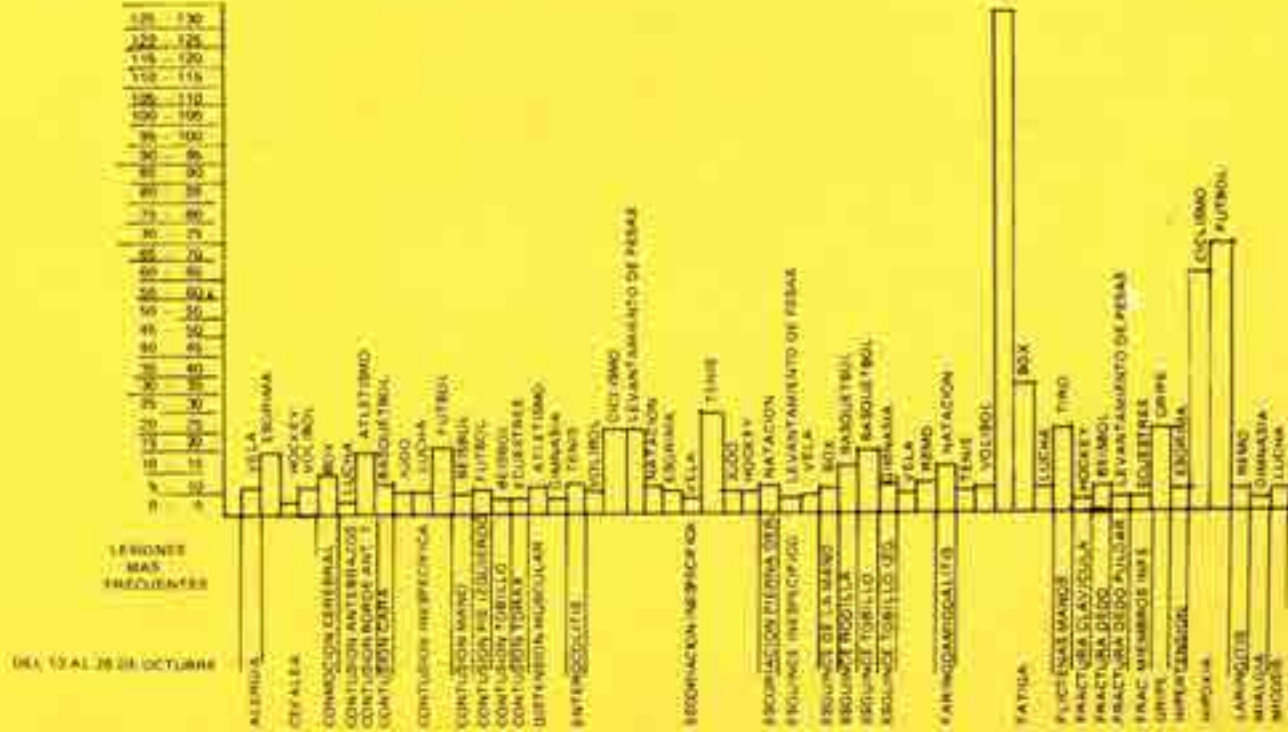 125 - 130
120 - 125
115 - 120
110 - 115
105 - 110
100 - 105
95 - 100
90 - 95
85 - 90
80 - 85
75 - 80
70 - 75
65 - 70
60 - 65
55 - 60
50 - 55
45 - 50
40 - 45
35 - 40
30 - 35
25 - 30
20 - 25
15 - 20
10 - 15
5 - 10
0 - 5
VELA
ESGRIMA
HOCKEY
VOLIBOL
BOX
LUCHA
ATLETISMO
BASQUETBOL
JUDO
LUCHA
FUTBOL
BEISBOL
FUTBOL
BEISBOL
ECUESTRES
ATLETISMO
GIMNASIA
TENIS
VOLIBOL
CICLISMO
LEVANTAMIENTO DE PESAS
NATACION
ESGRIMA
VELA
TENIS
JUDO
HOCKEY
NATACION
LEVANTAMIENTO DE PESAS
VELA
BOX
BASQUETBOL
BASQUETBOL
GIMNASIA
VELA
REMO
NATACION
TENIS
VOLIBOL
BOX
LUCHA
TIRO
HOCKEY
BEISBOL
LEVANTAMIENTO DE PESAS
ECUESTRES
GRIPE
ESGRIMA
CICLISMO
FUTBOL
REMO
GIMNASIA
LUCHA
LESIONES
MAS
FRECUENTES
DEL 13 AL 26 DE OCTUBRE
ALERGIA
CEFALEA
CONMOCION CEREBRAL
CONTUSION ANTEBRAZOS
CONTUSION BORDE ANT. T
CONTUSION CARA
CONTUSION INESPECIFICA
CONTUSION MANO
CONTUSION PIE IZQUIERDO
CONTUSION TOBILLO
CONTUSION TORAX
DISTENSION MUSCULAR
ENTEROCOLITIS
ESCORIACION INESPECIFICA
ESCORIACION PIERNA DER.
ESGUINCE INESPECIFICO
ESGUINCE DE LA MANO
ESGUINCE RODILLA
ESGUINCE TOBILLO
ESGUINCE TOBILLO IZQ.
FARINGOAMIGDALITIS
FATIGA
FLICTENAS MANOS
FRACTURA CLAVICULA
FRACTURA DEDO
FRACTURA DEDO PULGAR
FRAC. MIEMBROS INF.
GRIPE
HIPERTENSION
HIPOXIA
LARINGITIS
MIALGIA
MICOSIS